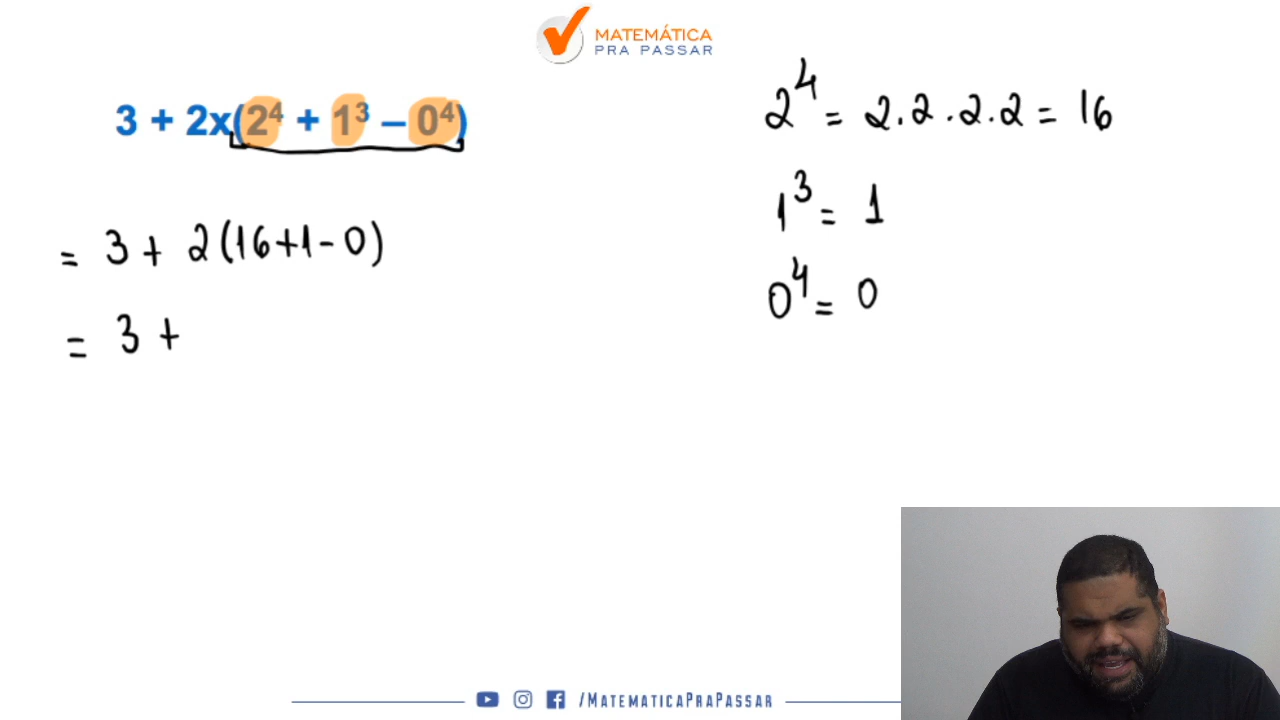 MATEMÁTICA
PRA PASSAR
3 + 2x(2⁴ + 1³ – 0⁴)
2⁴ = 2.2.2.2 = 16
1³ = 1
= 3 + 2(16+1-0)
0⁴ = 0
= 3 +
/MATEMATICAPRAPASSAR